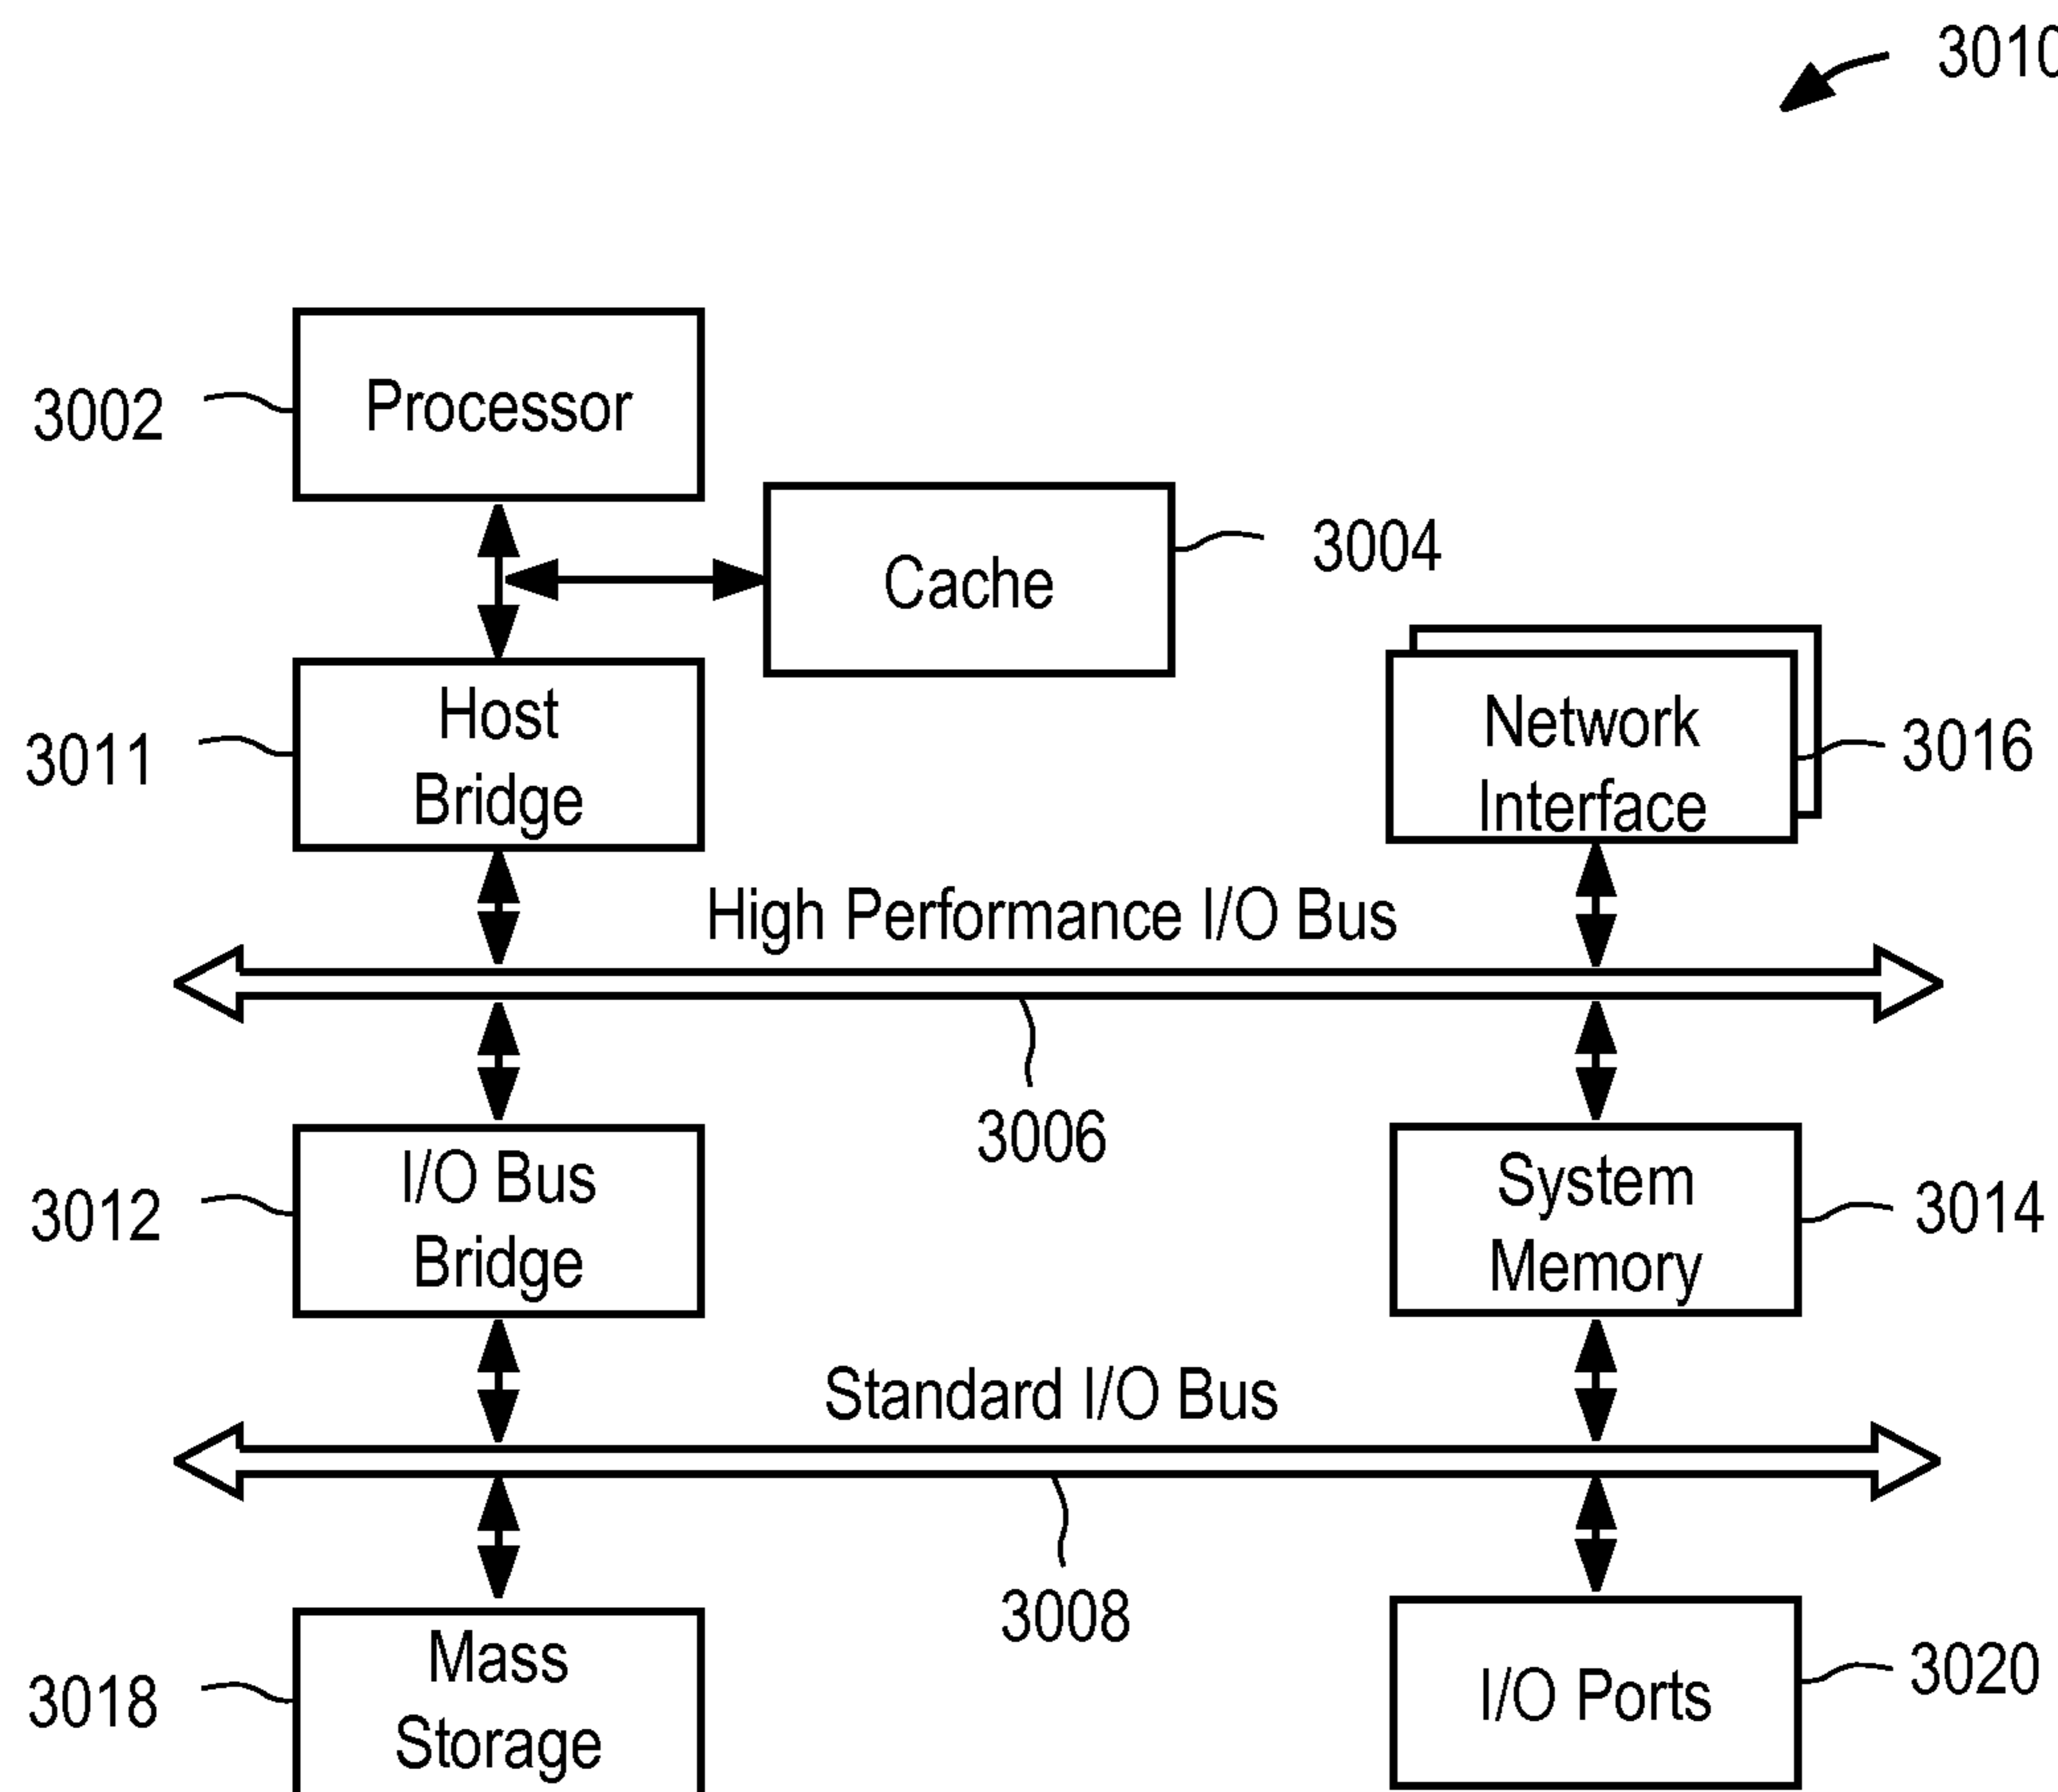 3010
Processor
3002
Cache
3004
Host
Bridge
3011
Network
Interface
3016
High Performance I/O Bus
3006
I/O Bus
Bridge
3012
System
Memory
3014
Standard I/O Bus
3008
Mass
Storage
3018
I/O Ports
3020